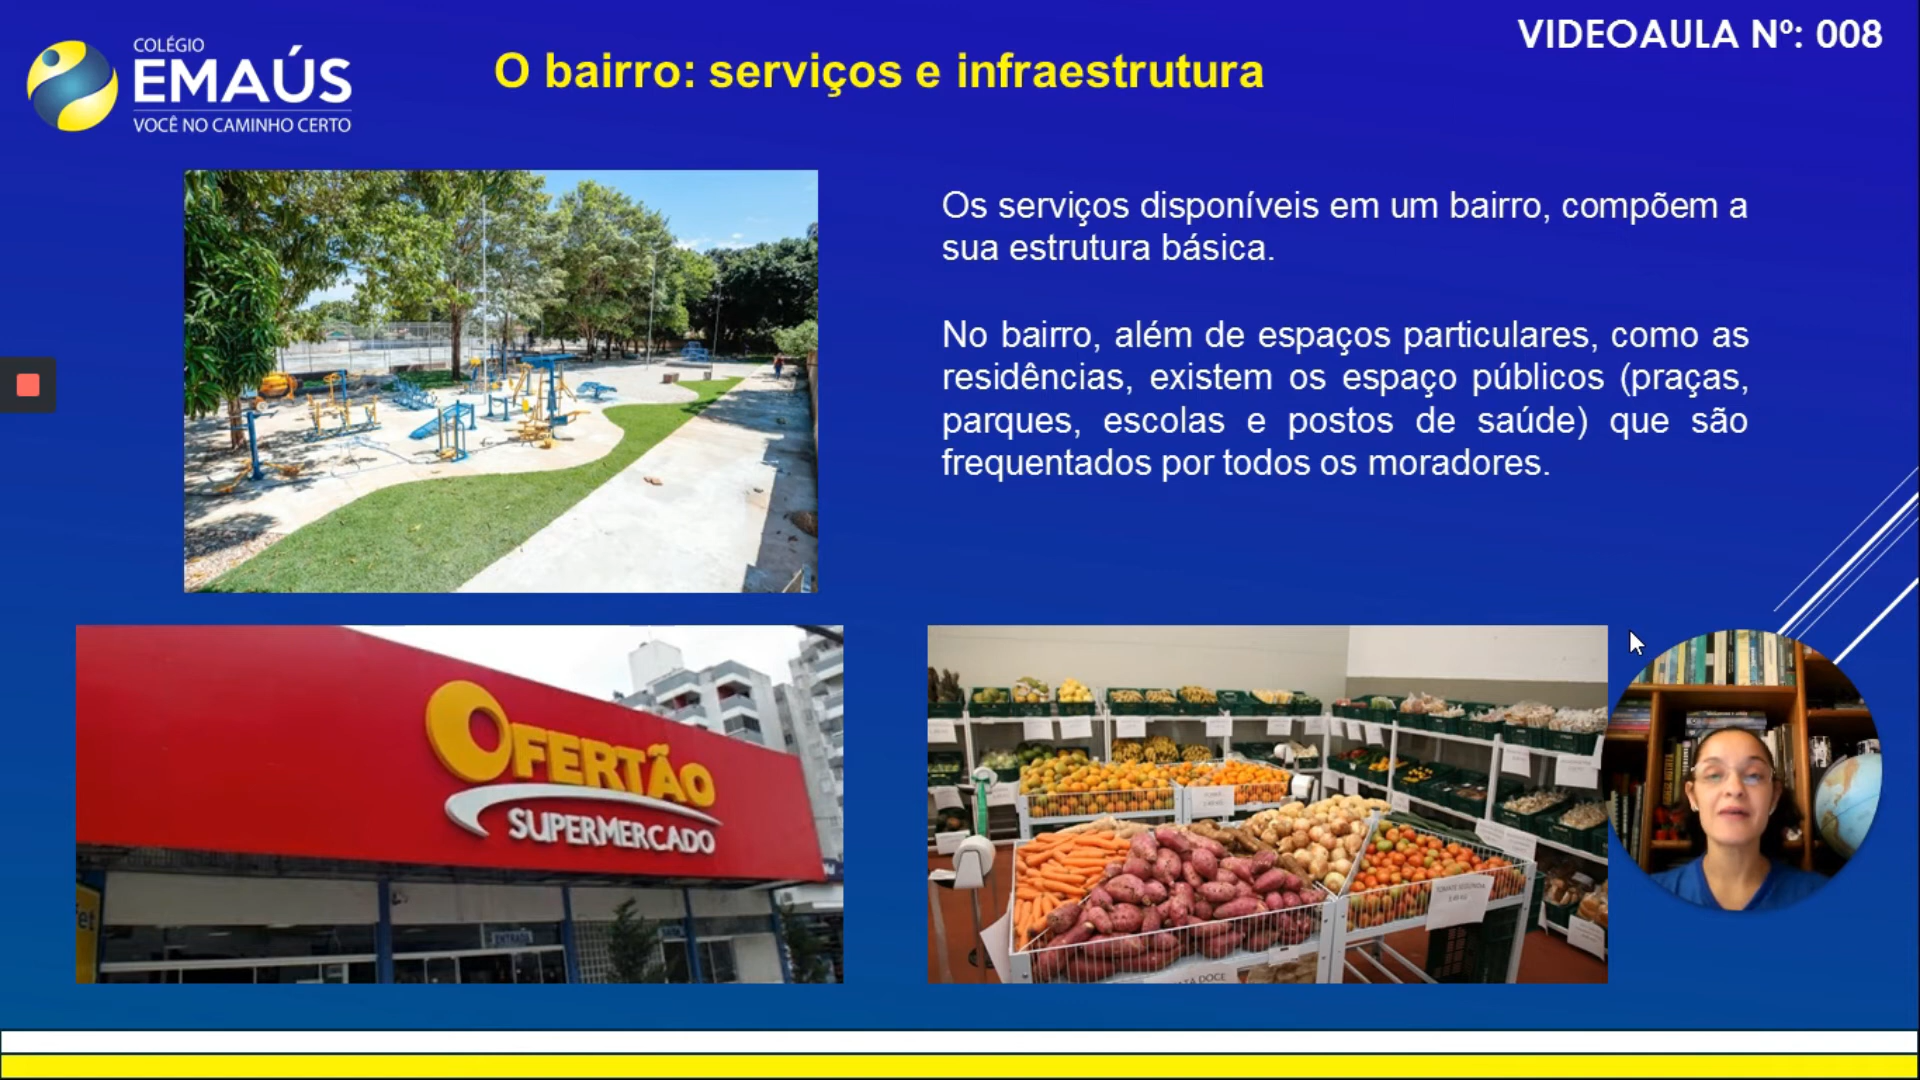 COLÉGIO
EMAÚS
VOCÊ NO CAMINHO CERTO
O bairro: serviços e infraestrutura
VIDEOAULA Nº: 008
Os serviços disponíveis em um bairro, compõem a
sua estrutura básica.
No bairro, além de espaços particulares, como as
residências, existem os espaço públicos (praças,
parques, escolas e postos de saúde) que são
frequentados por todos os moradores.
OFERTÃO
SUPERMERCADO
ENTRADA